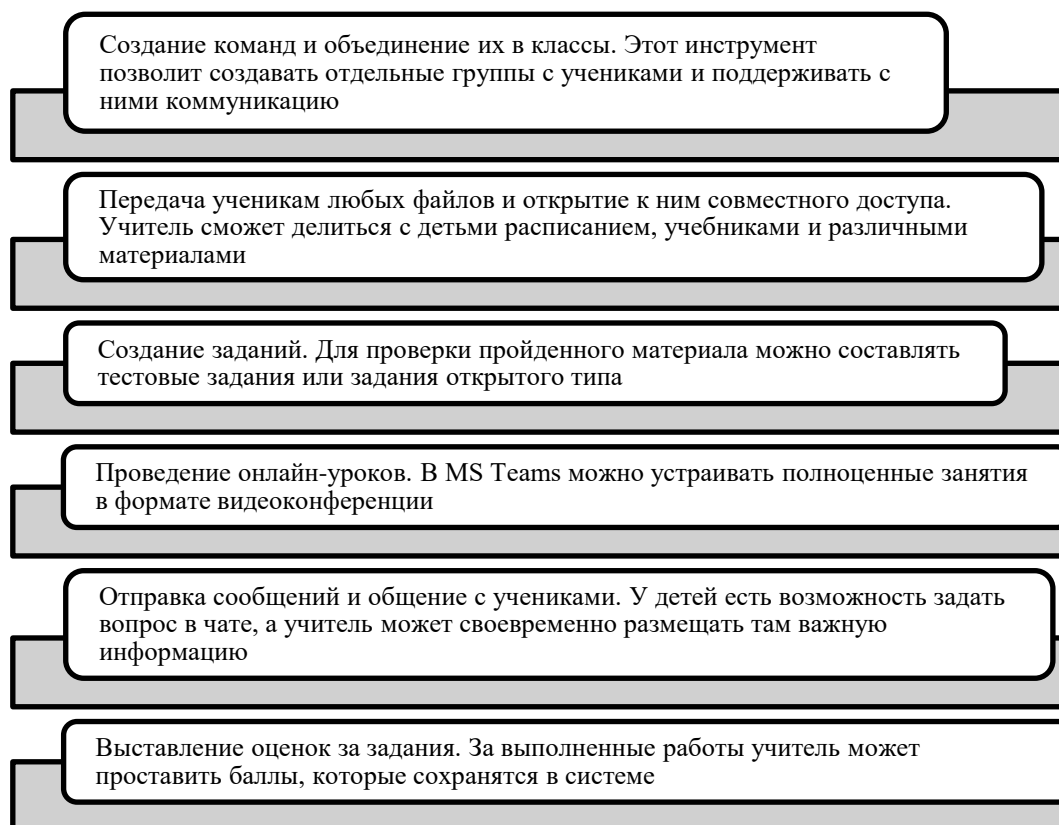 Создание команд и объединение их в классы. Этот инструмент
позволит создавать отдельные группы с учениками и поддерживать с
ними коммуникацию
Передача ученикам любых файлов и открытие к ним совместного доступа.
Учитель сможет делиться с детьми расписанием, учебниками и различными
материалами
Создание заданий. Для проверки пройденного материала можно составлять
тестовые задания или задания открытого типа
Проведение онлайн-уроков. В MS Teams можно устраивать полноценные занятия
в формате видеоконференции
Отправка сообщений и общение с учениками. У детей есть возможность задать
вопрос в чате, а учитель может своевременно размещать там важную
информацию
Выставление оценок за задания. За выполненные работы учитель может
проставить баллы, которые сохранятся в системе